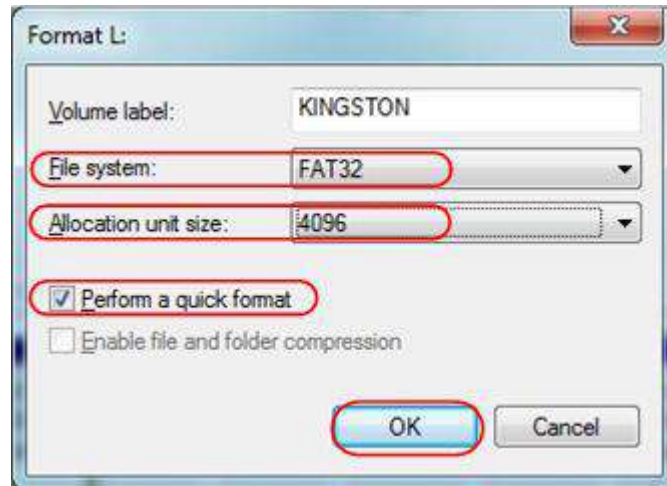 Format L:
Volume label: KINGSTON
File system: FAT32
Allocation unit size: 4096
Perform a quick format
Enable file and folder compression
OK Cancel